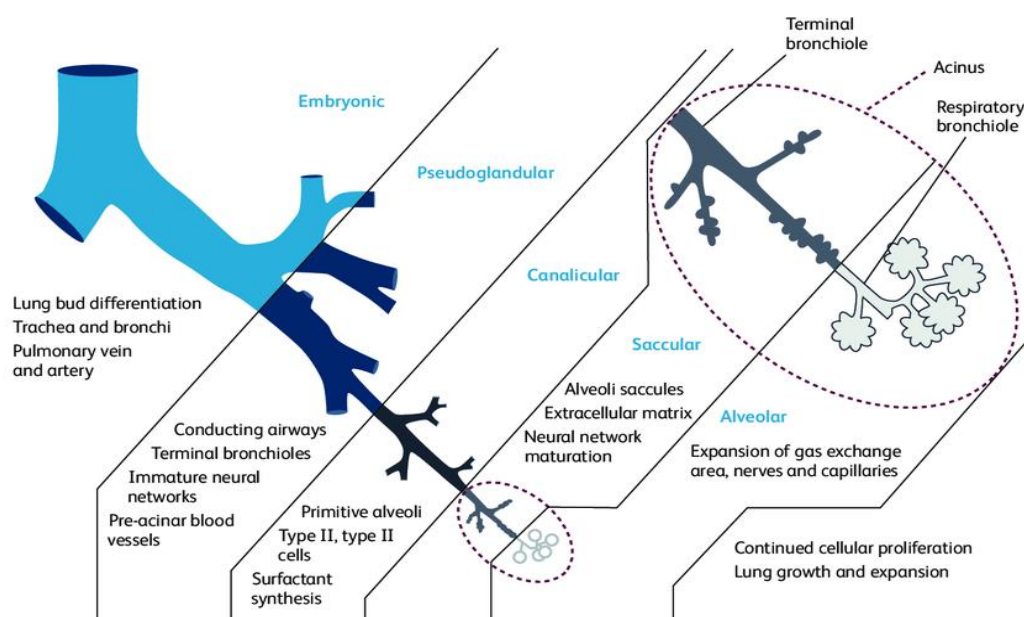 Terminal
bronchiole
Acinus
Embryonic
Respiratory
bronchiole
Pseudoglandular
Canalicular
Lung bud differentiation
Trachea and bronchi
Pulmonary vein
and artery
Saccular
Alveoli saccules
Extracellular matrix
Neural network
maturation
Alveolar
Conducting airways
Terminal bronchioles
Immature neural
networks
Pre-acinar blood
vessels
Expansion of gas exchange
area, nerves and capillaries
Primitive alveoli
Type II, type II
cells
Surfactant
synthesis
Continued cellular proliferation
Lung growth and expansion